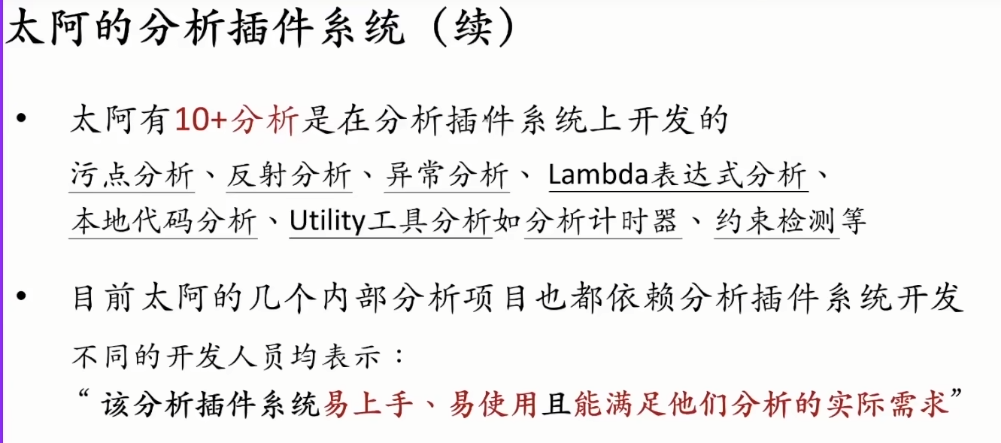 太阿的分析插件系统（续）
• 太阿有10+分析是在分析插件系统上开发的
污点分析、反射分析、异常分析、Lambda表达式分析、
本地代码分析、Utility工具分析如分析计时器、约束检测等
• 目前太阿的几个内部分析项目也都依赖分析插件系统开发
不同的开发人员均表示：
“该分析插件系统易上手、易使用且能满足他们分析的实际需求”